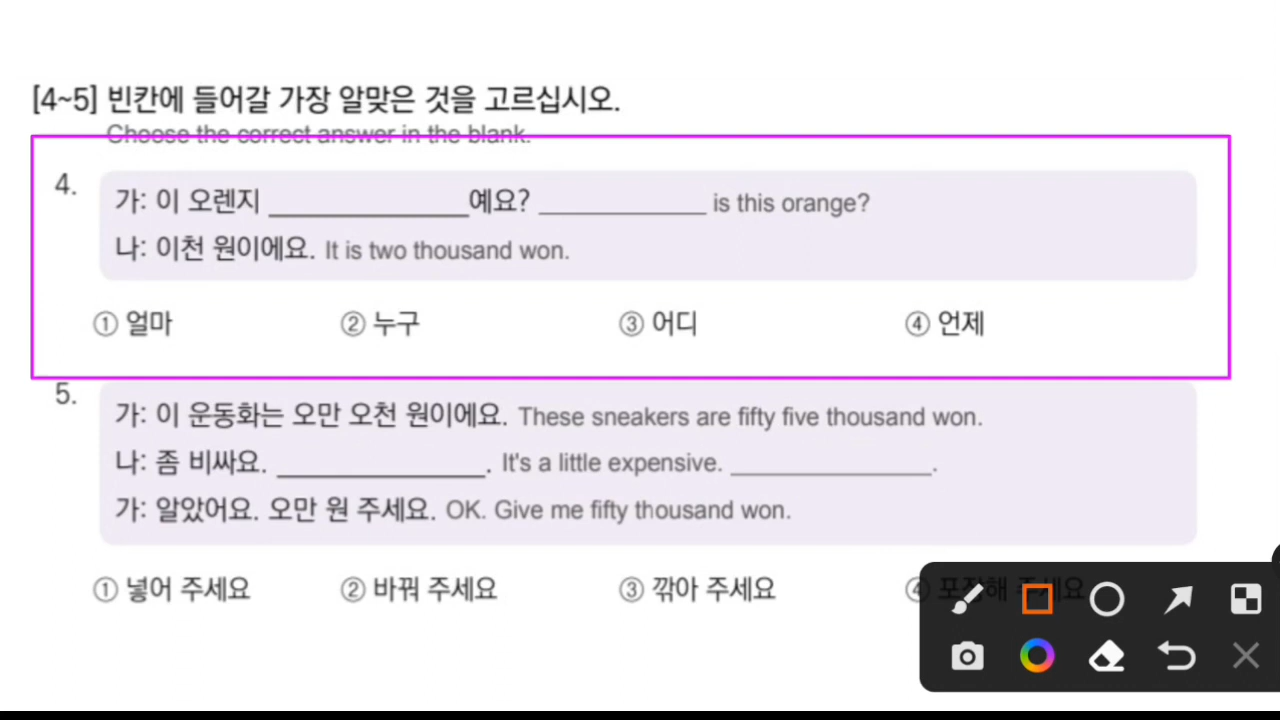 [4~5] 빈칸에 들어갈 가장 알맞은 것을 고르십시오.
Choose the correct answer in the blank.
4.
가: 이 오렌지 ______________예요? ____________ is this orange?
나: 이천 원이에요. It is two thousand won.
① 얼마 ② 누구 ③ 어디 ④ 언제
5.
가: 이 운동화는 오만 오천 원이에요. These sneakers are fifty five thousand won.
나: 좀 비싸요. ______________. It's a little expensive. ______________.
가: 알았어요. 오만 원 주세요. OK. Give me fifty thousand won.
① 넣어 주세요 ② 바꿔 주세요 ③ 깎아 주세요 ④ 포장해 주세요